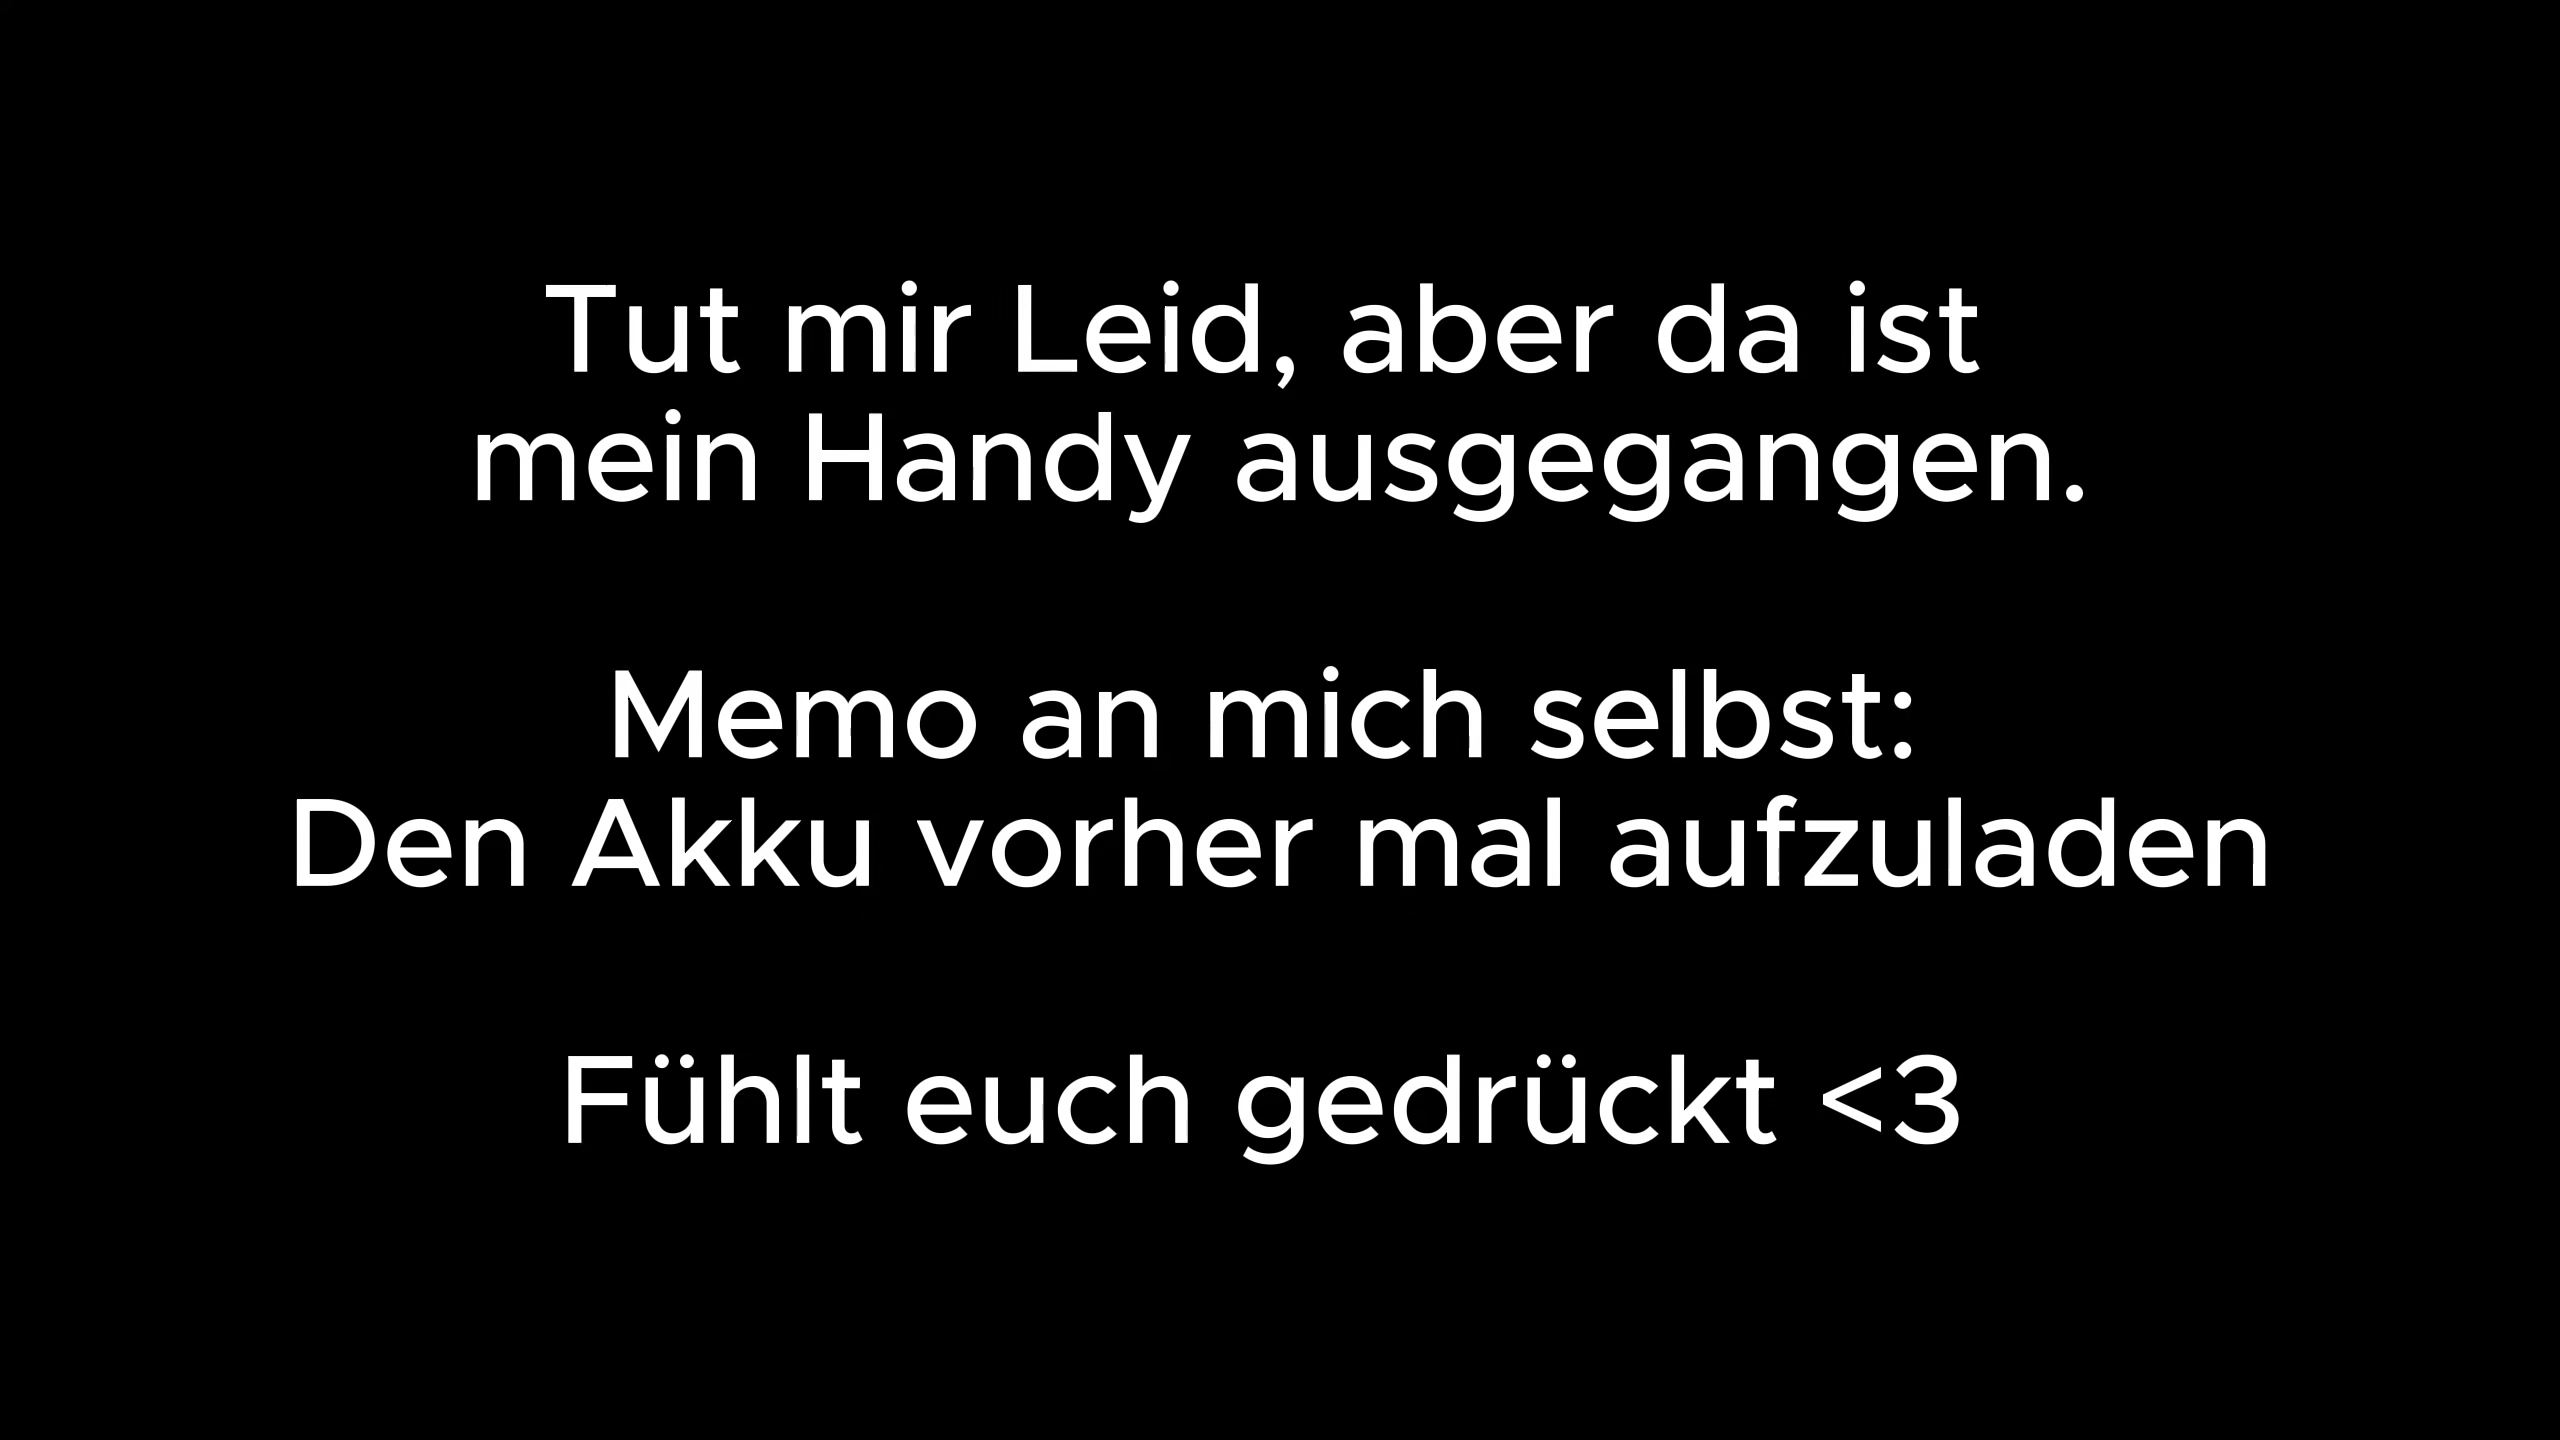 Tut mir Leid, aber da ist
mein Handy ausgegangen.
Memo an mich selbst:
Den Akku vorher mal aufzuladen
Fühlt euch gedrückt <3